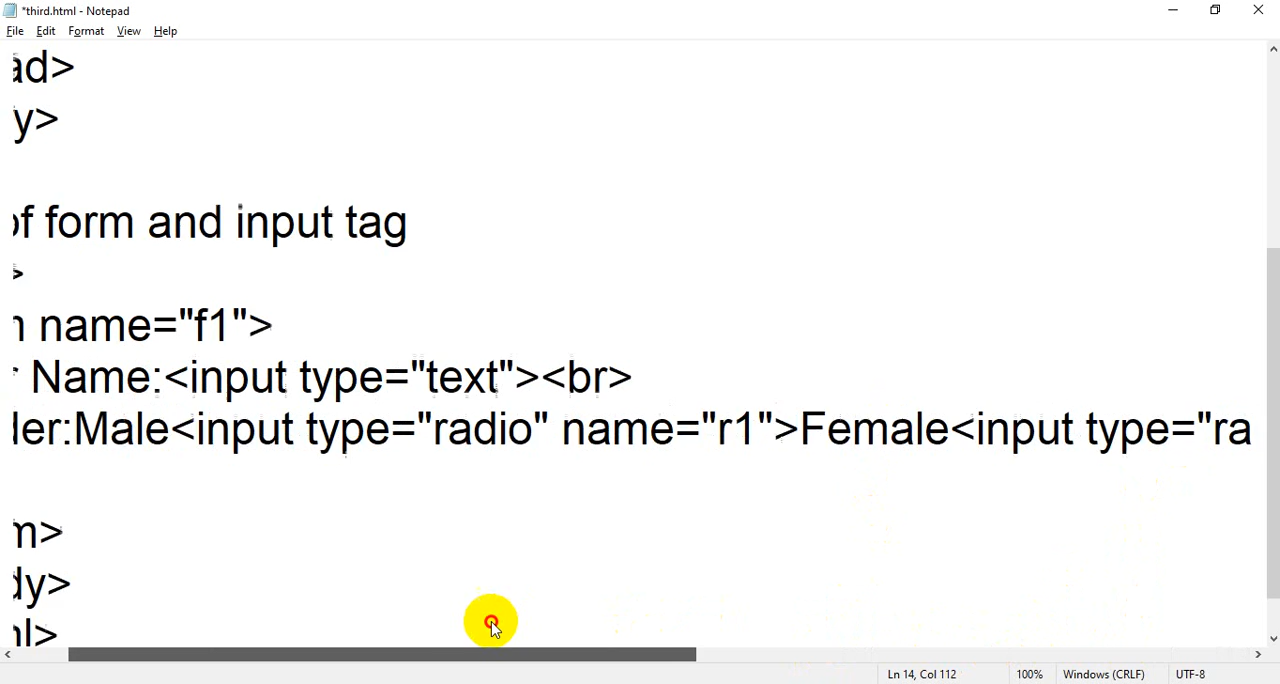 *third.html - Notepad
File Edit Format View Help
ad>
y>
of form and input tag
>
name="f1">
Name:<input type="text"><br>
der:Male<input type="radio" name="r1">Female<input type="ra
m>
dy>
ml>
Ln 14, Col 112 100% Windows (CRLF) UTF-8